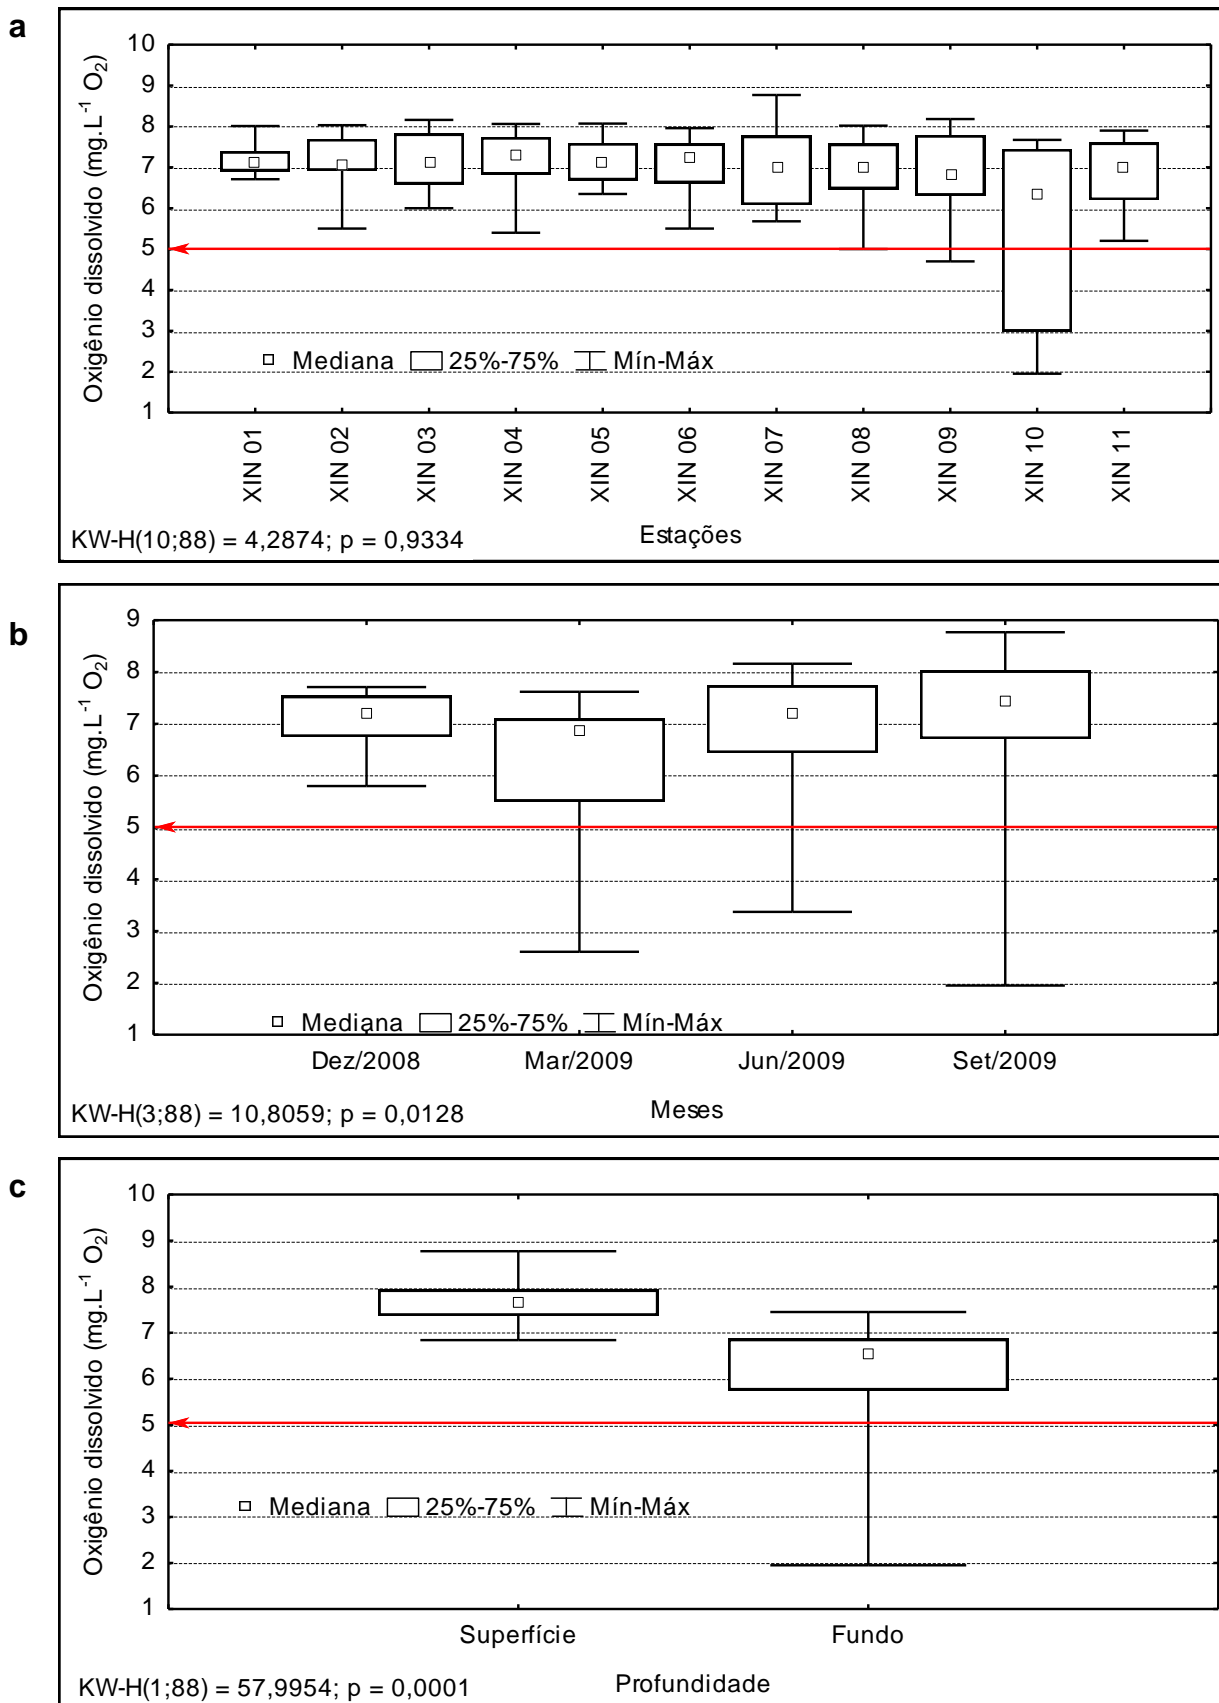 a
Oxigênio dissolvido (mg.L⁻¹ O₂)
10
9
8
7
6
5
4
3
2
1
Mediana 25%-75% Mín-Máx
XIN 01 XIN 02 XIN 03 XIN 04 XIN 05 XIN 06 XIN 07 XIN 08 XIN 09 XIN 10 XIN 11
Estações
KW-H(10;88) = 4,2874; p = 0,9334
b
Oxigênio dissolvido (mg.L⁻¹ O₂)
9
8
7
6
5
4
3
2
1
Mediana 25%-75% Mín-Máx
Dez/2008 Mar/2009 Jun/2009 Set/2009
KW-H(3;88) = 10,8059; p = 0,0128 Meses
c
Oxigênio dissolvido (mg.L⁻¹ O₂)
10
9
8
7
6
5
4
3
2
1
Mediana 25%-75% Mín-Máx
Superfície Fundo
KW-H(1;88) = 57,9954; p = 0,0001 Profundidade